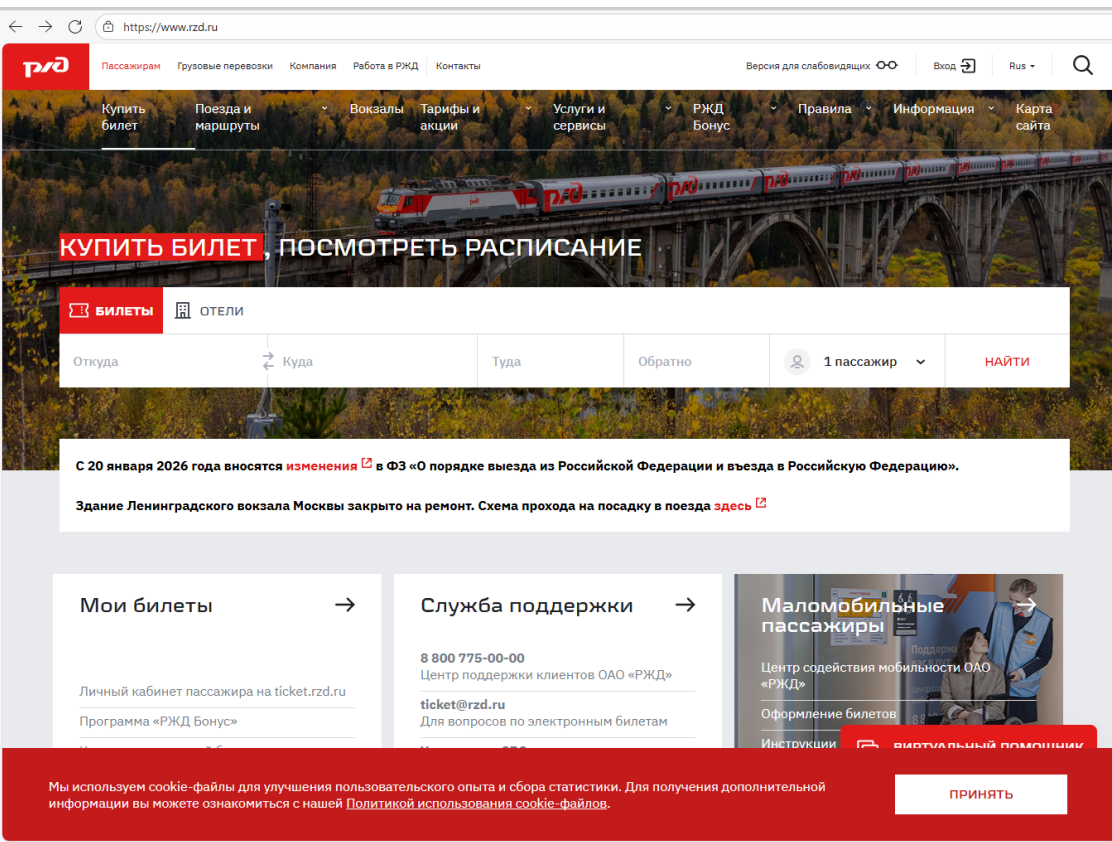 https://www.rzd.ru
Пассажирам Грузовые перевозки Компания Работа в РЖД Контакты Версия для слабовидящих Вход Rus
Купить билет Поезда и маршруты Вокзалы Тарифы и акции Услуги и сервисы РЖД Бонус Правила Информация Карта сайта
КУПИТЬ БИЛЕТ, ПОСМОТРЕТЬ РАСПИСАНИЕ
БИЛЕТЫ ОТЕЛИ
Откуда Куда Туда Обратно 1 пассажир НАЙТИ
С 20 января 2026 года вносятся изменения в ФЗ «О порядке выезда из Российской Федерации и въезда в Российскую Федерацию».
Здание Ленинградского вокзала Москвы закрыто на ремонт. Схема прохода на посадку в поезда здесь
Мои билеты
Личный кабинет пассажира на ticket.rzd.ru
Программа «РЖД Бонус»
Служба поддержки
8 800 775-00-00
Центр поддержки клиентов ОАО «РЖД»
ticket@rzd.ru
Для вопросов по электронным билетам
Маломобильные
пассажиры
Центр содействия мобильности ОАО
«РЖД»
Оформление билетов
Инструкции
ВИРТУАЛЬНЫЙ ПОМОЩНИК
Мы используем cookie-файлы для улучшения пользовательского опыта и сбора статистики. Для получения дополнительной
информации вы можете ознакомиться с нашей Политикой использования cookie-файлов.
ПРИНЯТЬ